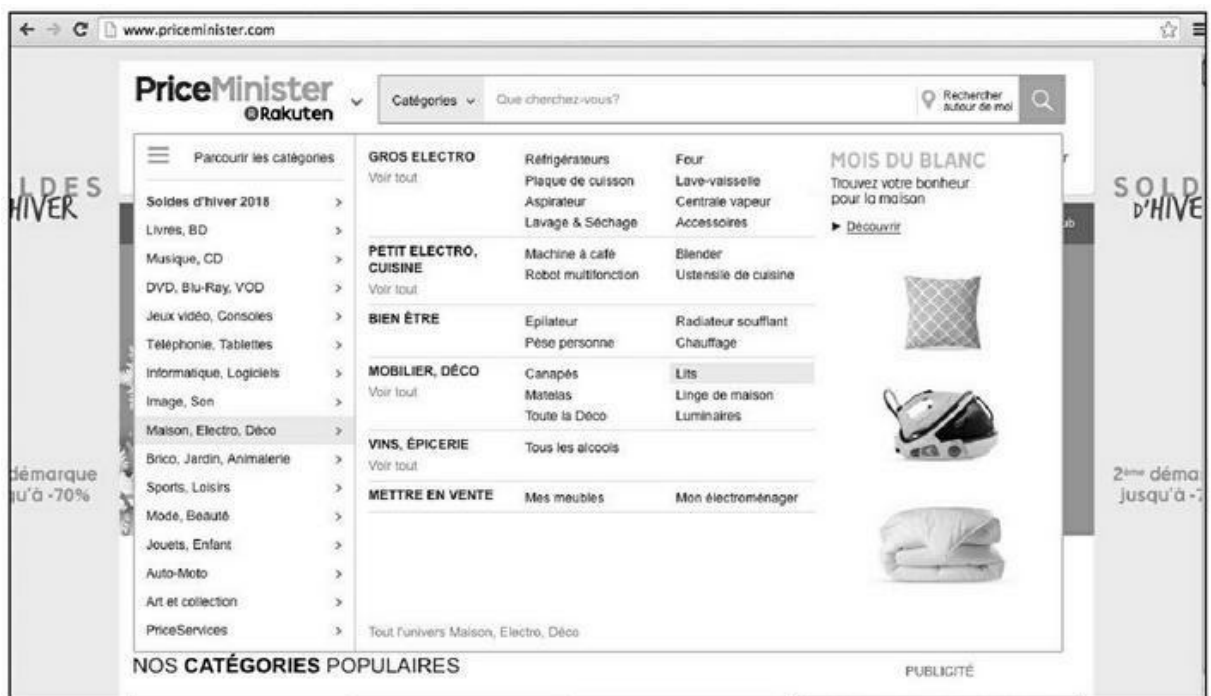 www.priceminister.com
PriceMinister
Rakuten
Catégories
Que cherchez-vous?
Rechercher
autour de moi
Parcourir les catégories
Soldes d'hiver 2018
Livres, BD
Musique, CD
DVD, Blu-Ray, VOD
Jeux vidéo, Consoles
Téléphonie, Tablettes
Informatique, Logiciels
Image, Son
Maison, Electro, Déco
Brico, Jardin, Animalerie
Sports, Loisirs
Mode, Beauté
Jouets, Enfant
Auto-Moto
Art et collection
PriceServices
GROS ELECTRO
Voir tout
Réfrigérateurs
Plaque de cuisson
Aspirateur
Lavage & Séchage
Four
Lave-vaisselle
Centrale vapeur
Accessoires
PETIT ELECTRO,
CUISINE
Voir tout
Machine à café
Robot multifonction
Blender
Ustensile de cuisine
BIEN ÊTRE
Epilateur
Pèse personne
Radiateur soufflant
Chauffage
MOBILIER, DÉCO
Voir tout
Canapés
Matelas
Toute la Déco
Lits
Linge de maison
Luminaires
VINS, ÉPICERIE
Voir tout
Tous les alcools
METTRE EN VENTE
Mes meubles
Mon électroménager
Tout l'univers Maison, Electro, Déco
MOIS DU BLANC
Trouvez votre bonheur
pour la maison
► Découvrir
LDES
HIVER
démarque
qu'à -70%
SOLD
D'HIVE
2ème déma
jusqu'à -7
NOS CATÉGORIES POPULAIRES
PUBLICITÉ